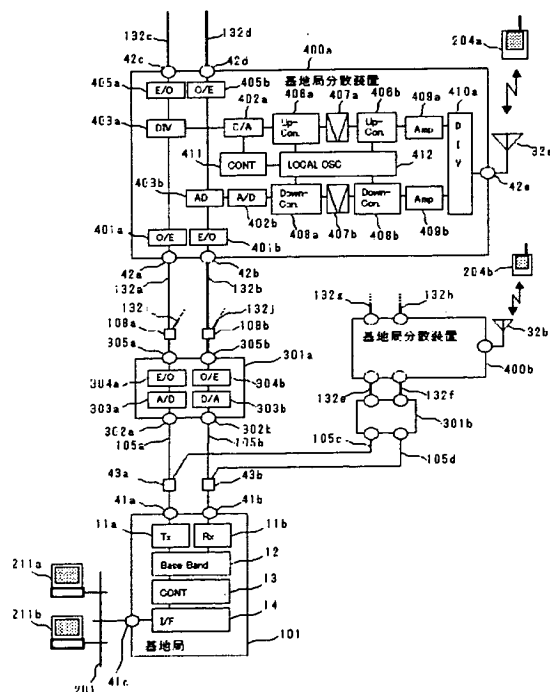 132c 132d
204a
42c 42d 400a
基地局分散装置
405a E/O O/E 405b
402a 406a 407a 406b 409a 410a
403a DIV D/A Up-Con. Up-Con. Amp DIV
32a
411 CONT LOCAL OSC 412
42e
403b AD A/D Down-Con. Down-Con. Amp
402b 408a 407b 408b 409b
401a O/E E/O 401b
42a 42b
132a 132b
204b
132i 132j
132g 132h
108a 108b
32b
305a 305b
基地局分散装置
301a
400b
304a E/O O/E 304b
132e 132f
303a A/D D/A 303b
301b
302a 302b
105a 105b
105c 105d
43a 43b
41a 41b
11a 11b
Tx Rx
211a
12
Base Band
13
CONT
211b
14
I/F
基地局
101
41c
201